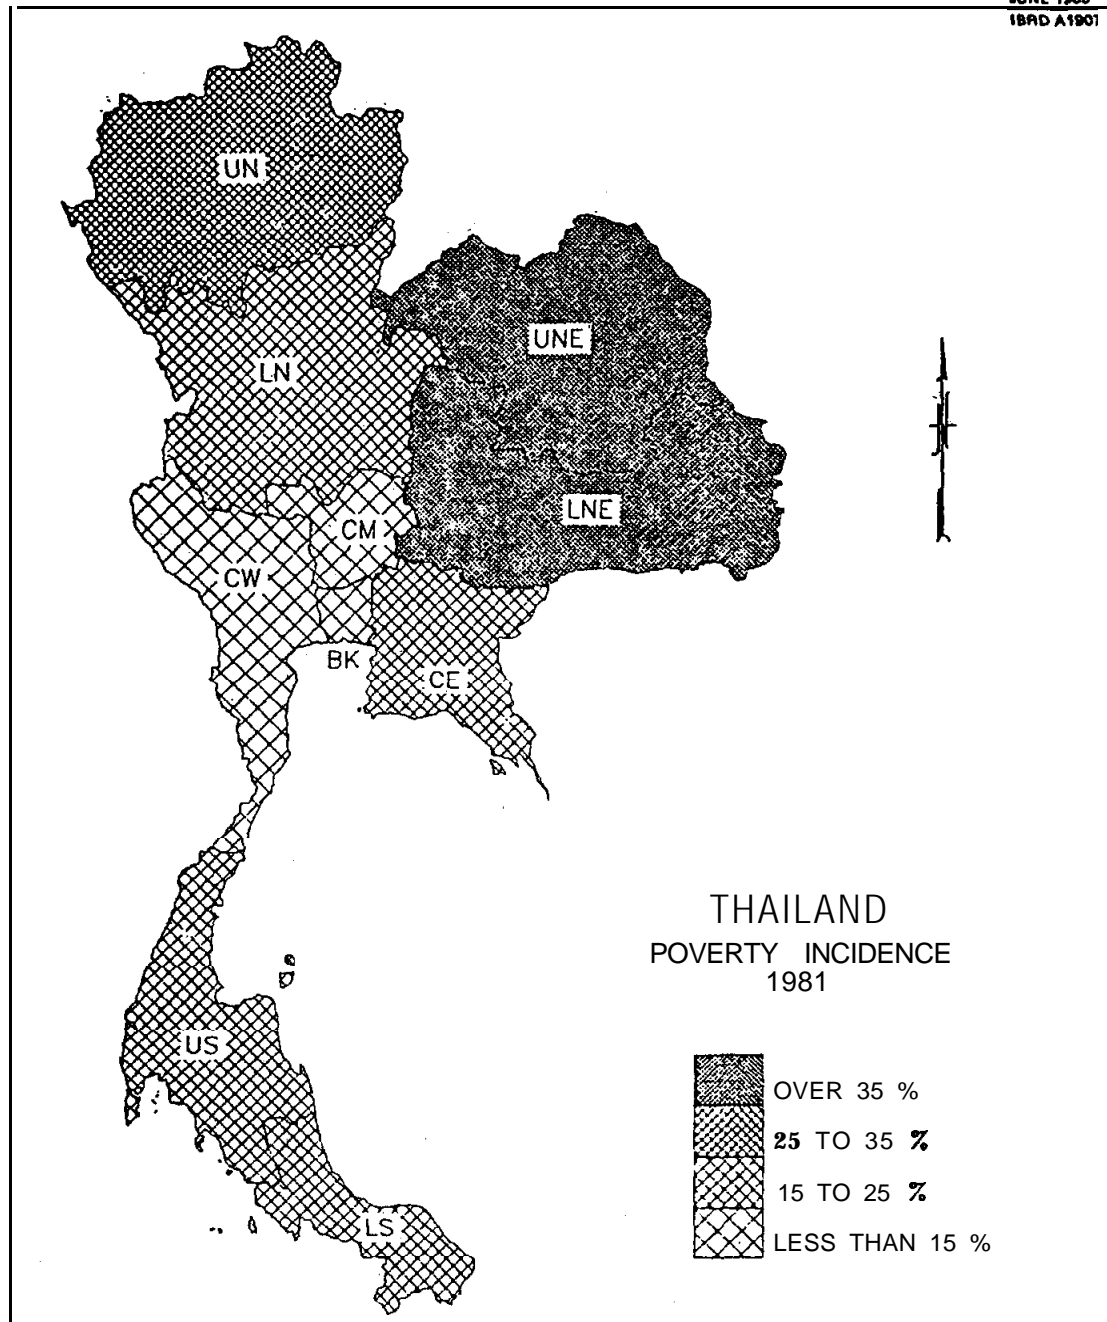 IBRD A1907
UN
UNE
LN
LNE
CM
CW
BK
CE
THAILAND
POVERTY INCIDENCE
1981
US
OVER 35 %
25 TO 35 %
15 TO 25 %
LS
LESS THAN 15 %